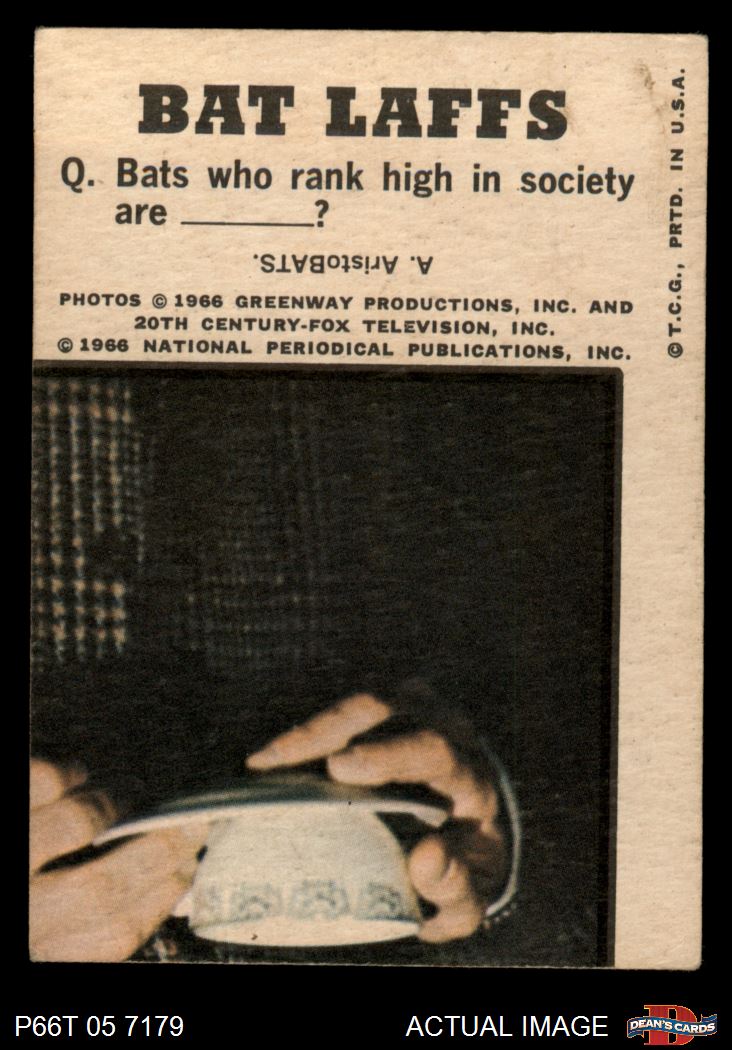 BAT LAFFS
Q. Bats who rank high in society
are ________?
A. AristoBATS.
PHOTOS © 1966 GREENWAY PRODUCTIONS, INC. AND
20TH CENTURY-FOX TELEVISION, INC.
© 1966 NATIONAL PERIODICAL PUBLICATIONS, INC.
© T.C.G., PRTD. IN U.S.A.
P66T 05 7179
ACTUAL IMAGE
D
DEAN'S CARDS